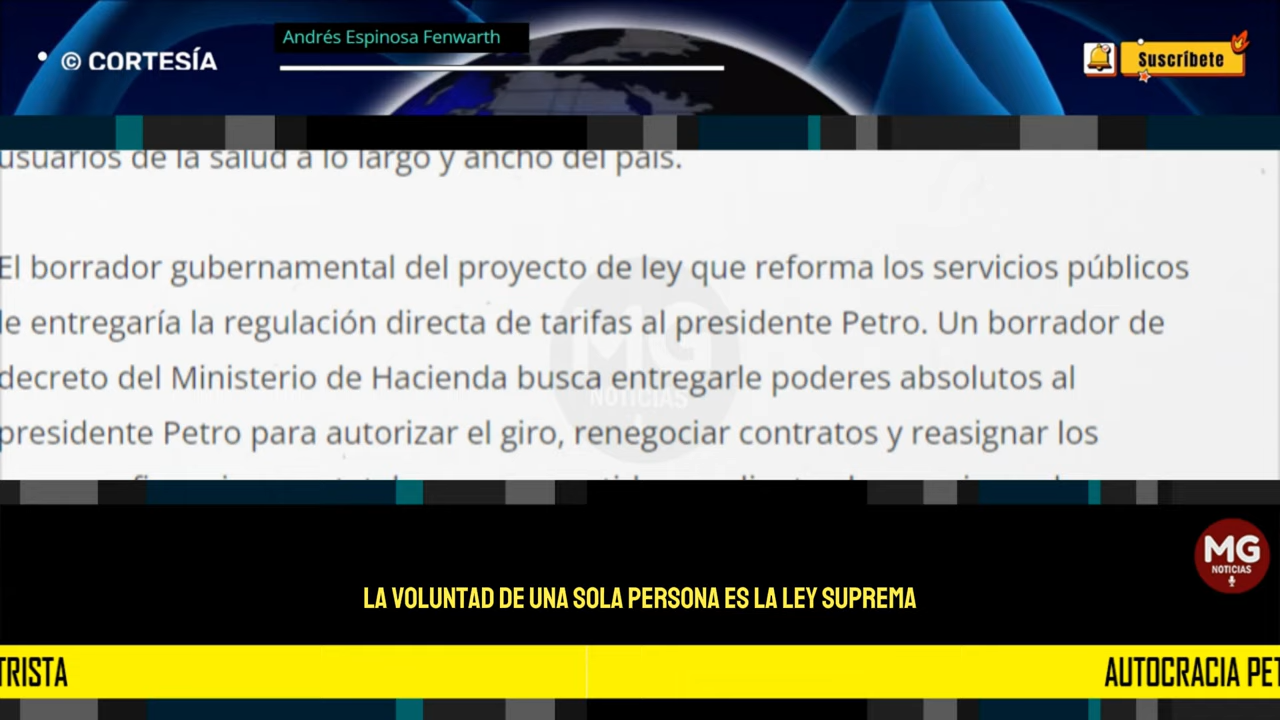 Andrés Espinosa Fenwarth
© CORTESÍA
Suscríbete
usuarios de la salud a lo largo y ancho del país.
El borrador gubernamental del proyecto de ley que reforma los servicios públicos
le entregaría la regulación directa de tarifas al presidente Petro. Un borrador de
decreto del Ministerio de Hacienda busca entregarle poderes absolutos al
presidente Petro para autorizar el giro, renegociar contratos y reasignar los
MG
NOTICIAS
MG
NOTICIAS
LA VOLUNTAD DE UNA SOLA PERSONA ES LA LEY SUPREMA
TRISTA
AUTOCRACIA PET